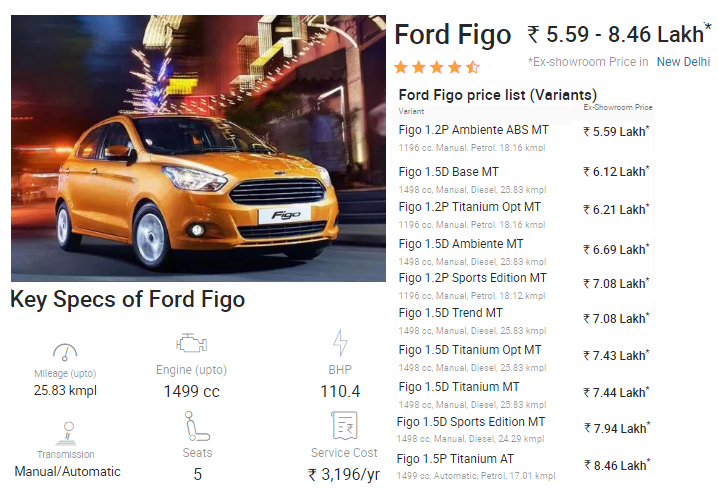 Ford Figo ₹ 5.59 - 8.46 Lakh*
*Ex-showroom Price in New Delhi
Ford Figo price list (Variants)
Variant Ex-Showroom Price
Figo 1.2P Ambiente ABS MT ₹ 5.59 Lakh*
1196 cc, Manual. Petrol. 18.16 kmpl
Figo 1.5D Base MT ₹ 6.12 Lakh*
1498 cc, Manual, Diesel, 25.83 kmpl
Figo 1.2P Titanium Opt MT ₹ 6.21 Lakh*
1196 cc, Manual. Petrol. 18.16 kmpl
Figo 1.5D Ambiente MT ₹ 6.69 Lakh*
1498 cc, Manual, Diesel, 25.83 kmpl
Figo 1.2P Sports Edition MT ₹ 7.08 Lakh*
1196 cc, Manual, Petrol, 18.12 kmpl
Figo 1.5D Trend MT ₹ 7.08 Lakh*
1498 cc, Manual, Diesel, 25.83 kmpl
Figo 1.5D Titanium Opt MT ₹ 7.43 Lakh*
1498 cc, Manual, Diesel, 25.83 kmpl
Figo 1.5D Titanium MT ₹ 7.44 Lakh*
1498 cc, Manual, Diesel, 25.83 kmpl
Figo 1.5D Sports Edition MT ₹ 7.94 Lakh*
1498 cc, Manual, Diesel, 24.29 kmpl
Figo 1.5P Titanium AT ₹ 8.46 Lakh*
1499 cc, Automatic, Petrol, 17.01 kmpl
Figo
Key Specs of Ford Figo
Mileage (upto) Engine (upto) BHP
25.83 kmpl 1499 cc 110.4
Transmission Seats Service Cost
Manual/Automatic 5 ₹ 3,196/yr